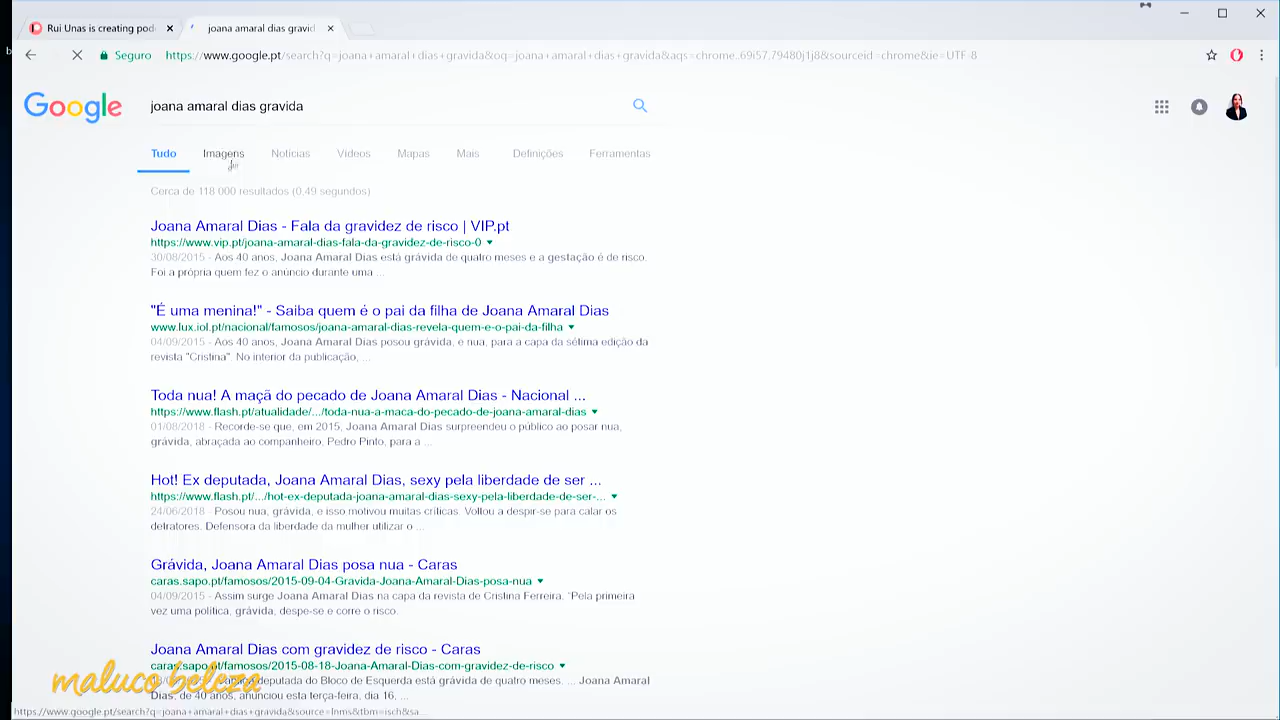 Rui Unas is creating pod
joana amaral dias gravid
Seguro
https://www.google.pt/search?q=joana+amaral+dias+gravida&oq=joana+amaral+dias+gravida&aqs=chrome..69i57.79480j1j8&sourceid=chrome&ie=UTF-8
Google
joana amaral dias gravida
Tudo Imagens Notícias Vídeos Mapas Mais Definições Ferramentas
Cerca de 118 000 resultados (0,49 segundos)
Joana Amaral Dias - Fala da gravidez de risco | VIP.pt
https://www.vip.pt/joana-amaral-dias-fala-da-gravidez-de-risco-0
30/08/2015 - Aos 40 anos, Joana Amaral Dias está grávida de quatro meses e a gestação é de risco.
Foi a própria quem fez o anúncio durante uma ...
"É uma menina!" - Saiba quem é o pai da filha de Joana Amaral Dias
www.lux.iol.pt/nacional/famosos/joana-amaral-dias-revela-quem-e-o-pai-da-filha
04/09/2015 - Aos 40 anos, Joana Amaral Dias posou grávida, e nua, para a capa da sétima edição da
revista "Cristina". No interior da publicação, ...
Toda nua! A maçã do pecado de Joana Amaral Dias - Nacional ...
https://www.flash.pt/atualidade/.../toda-nua-a-maca-do-pecado-de-joana-amaral-dias
01/08/2018 - Recorde-se que, em 2015, Joana Amaral Dias surpreendeu o público ao posar nua,
grávida, abraçada ao companheiro, Pedro Pinto, para a ...
Hot! Ex deputada, Joana Amaral Dias, sexy pela liberdade de ser ...
https://www.flash.pt/.../hot-ex-deputada-joana-amaral-dias-sexy-pela-liberdade-de-ser-...
24/06/2018 - Posou nua, grávida, e isso motivou muitas críticas. Voltou a despir-se para calar os
detratores. Defensora da liberdade da mulher utilizar o ...
Grávida, Joana Amaral Dias posa nua - Caras
caras.sapo.pt/famosos/2015-09-04-Gravida-Joana-Amaral-Dias-posa-nua
04/09/2015 - Assim surge Joana Amaral Dias na capa da revista de Cristina Ferreira. "Pela primeira
vez uma política, grávida, despe-se e corre o risco.
Joana Amaral Dias com gravidez de risco - Caras
caras.sapo.pt/famosos/2015-08-18-Joana-Amaral-Dias-com-gravidez-de-risco
deputada do Bloco de Esquerda está grávida de quatro meses. ... Joana Amaral
Dias, de 40 anos, anunciou esta terça-feira, dia 16, ...
maluco beleza
https://www.google.pt/search?q=joana+amaral+dias+gravida&source=lnms&tbm=isch&sa...